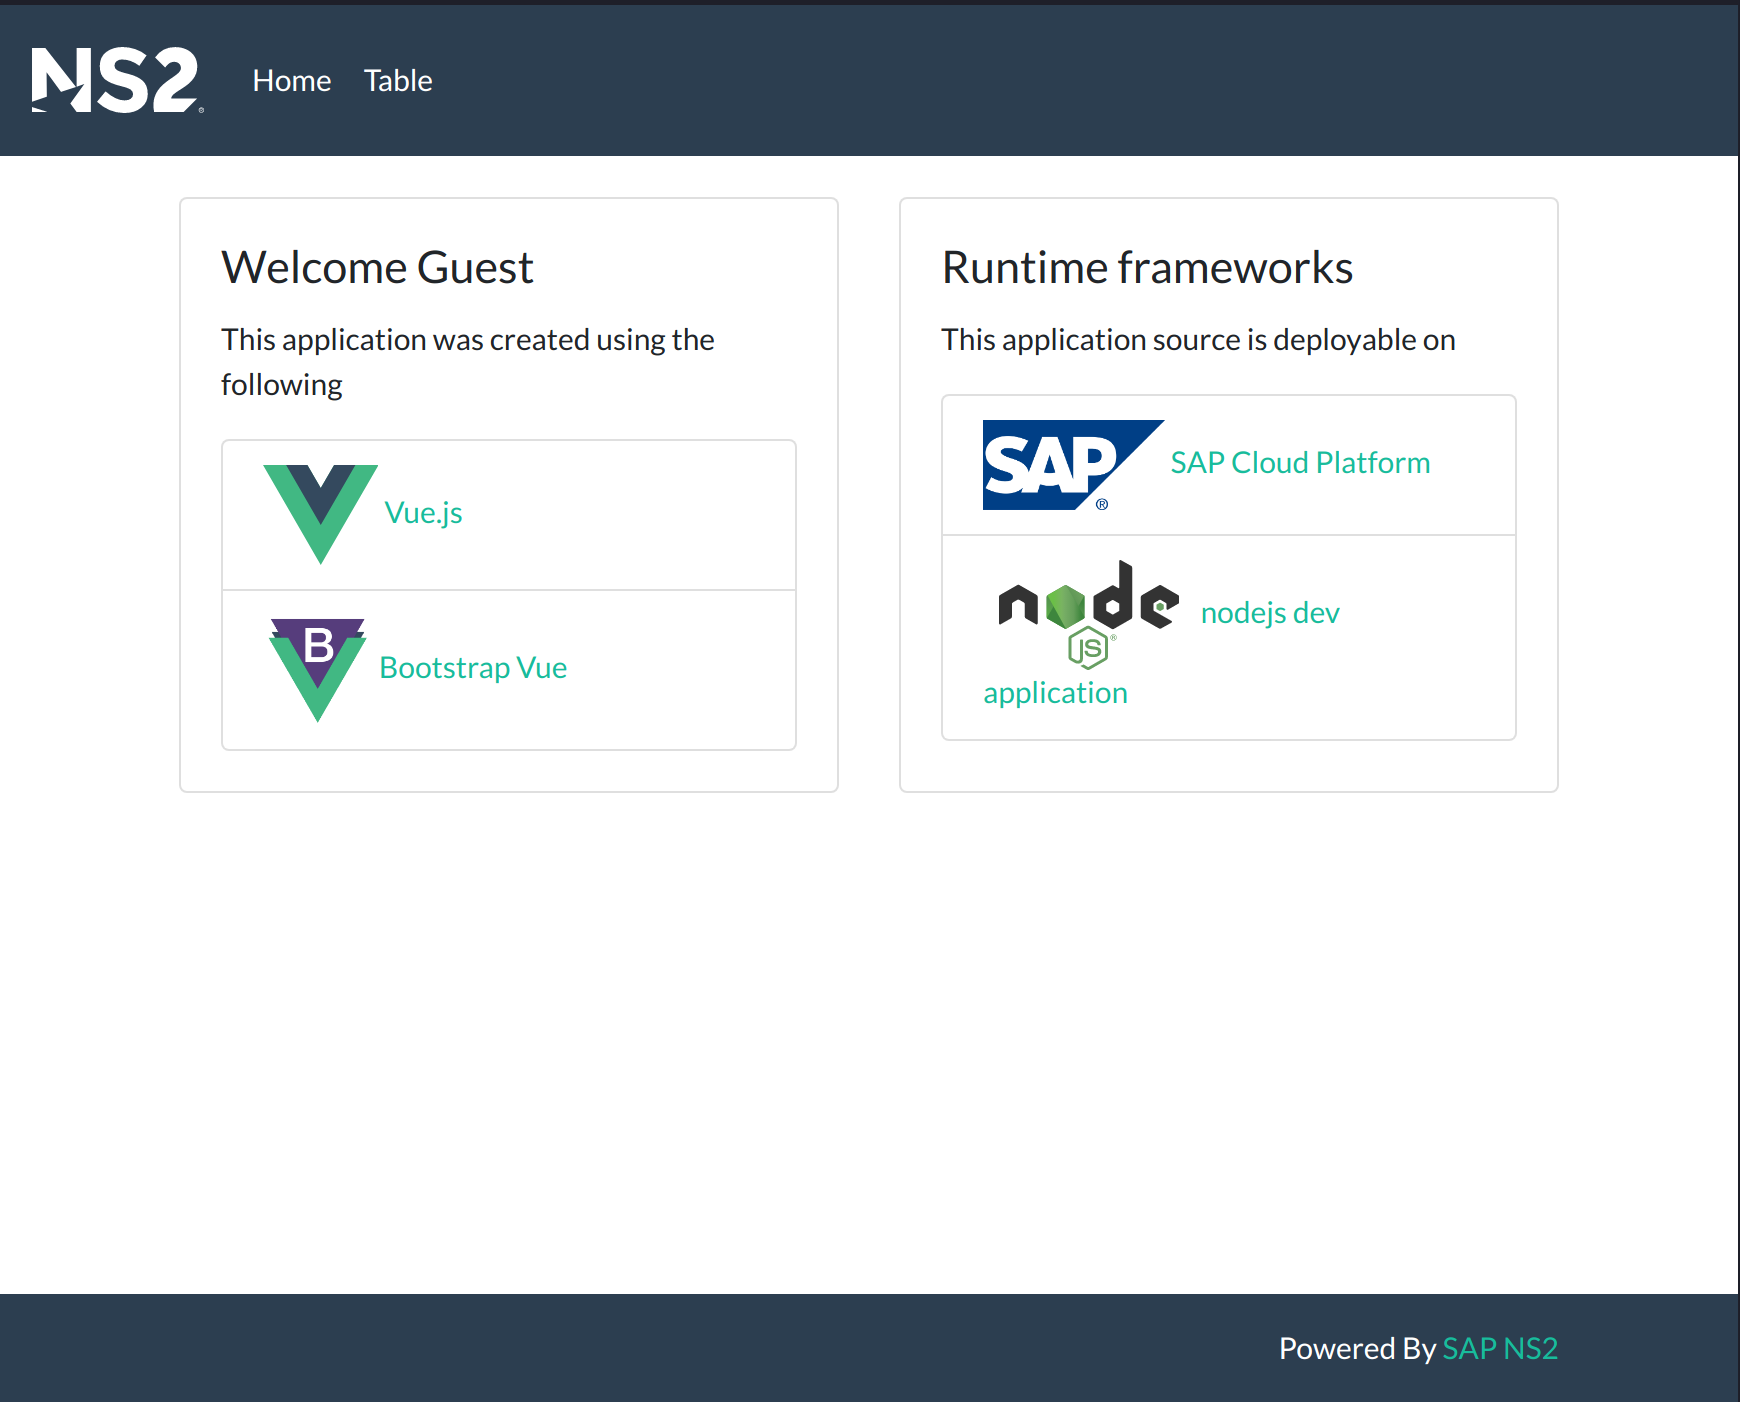 NS2
Home Table
Welcome Guest
This application was created using the
following
Vue.js
B
Bootstrap Vue
Runtime frameworks
This application source is deployable on
SAP ®
SAP Cloud Platform
node
JS ®
nodejs dev
application
Powered By SAP NS2